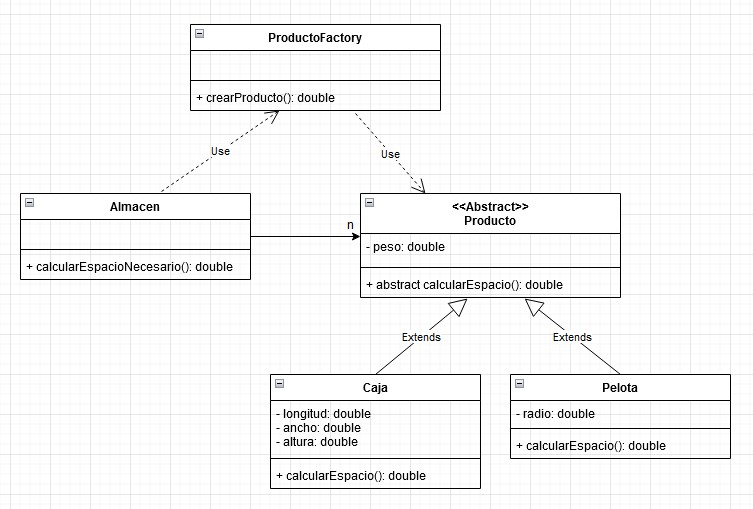 ProductoFactory
+ crearProducto(): double
Use
Use
Almacen
+ calcularEspacioNecesario(): double
n
<<Abstract>>
Producto
- peso: double
+ abstract calcularEspacio(): double
Extends
Extends
Caja
- longitud: double
- ancho: double
- altura: double
+ calcularEspacio(): double
Pelota
- radio: double
+ calcularEspacio(): double